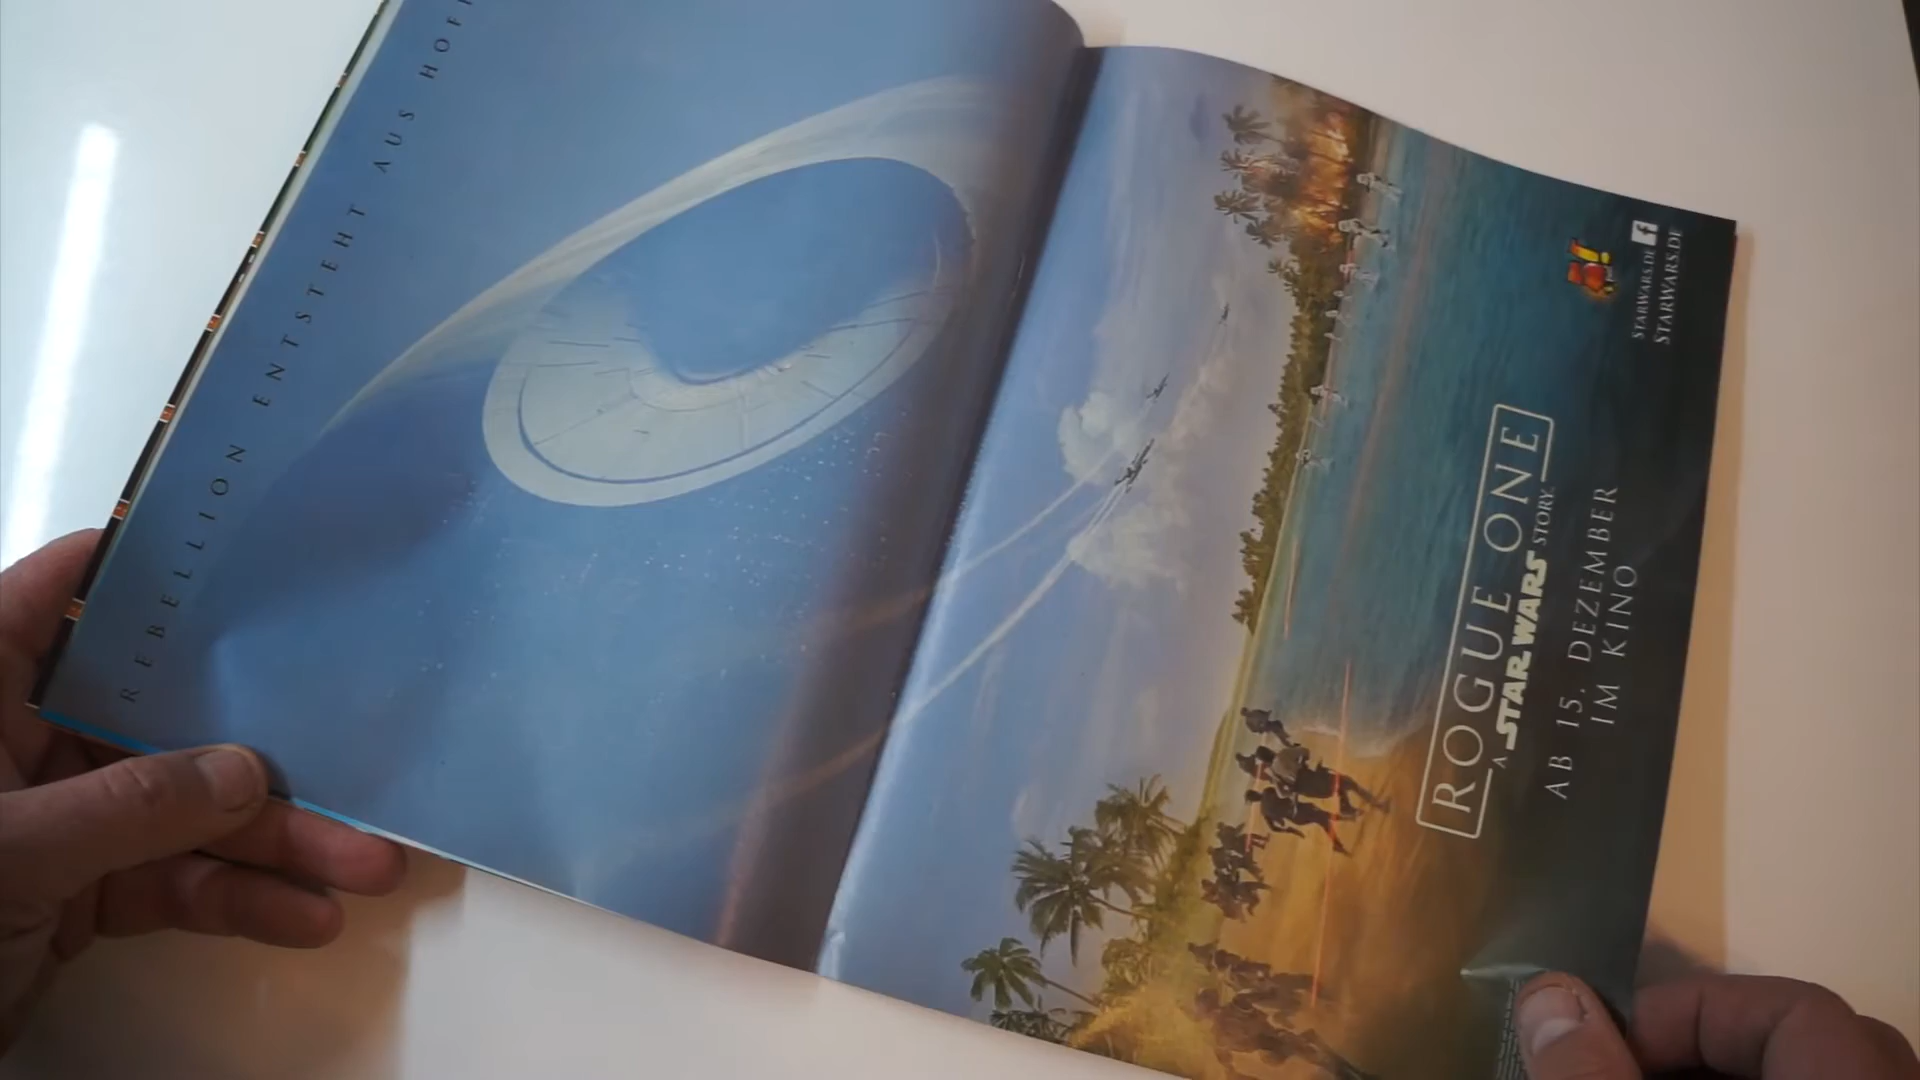 REBELLION ENTSTEHT AUS
ROGUE ONE
A STAR WARS STORY
AB 15. DEZEMBER
IM KINO
STARWARS.DE
STARWARS.DE